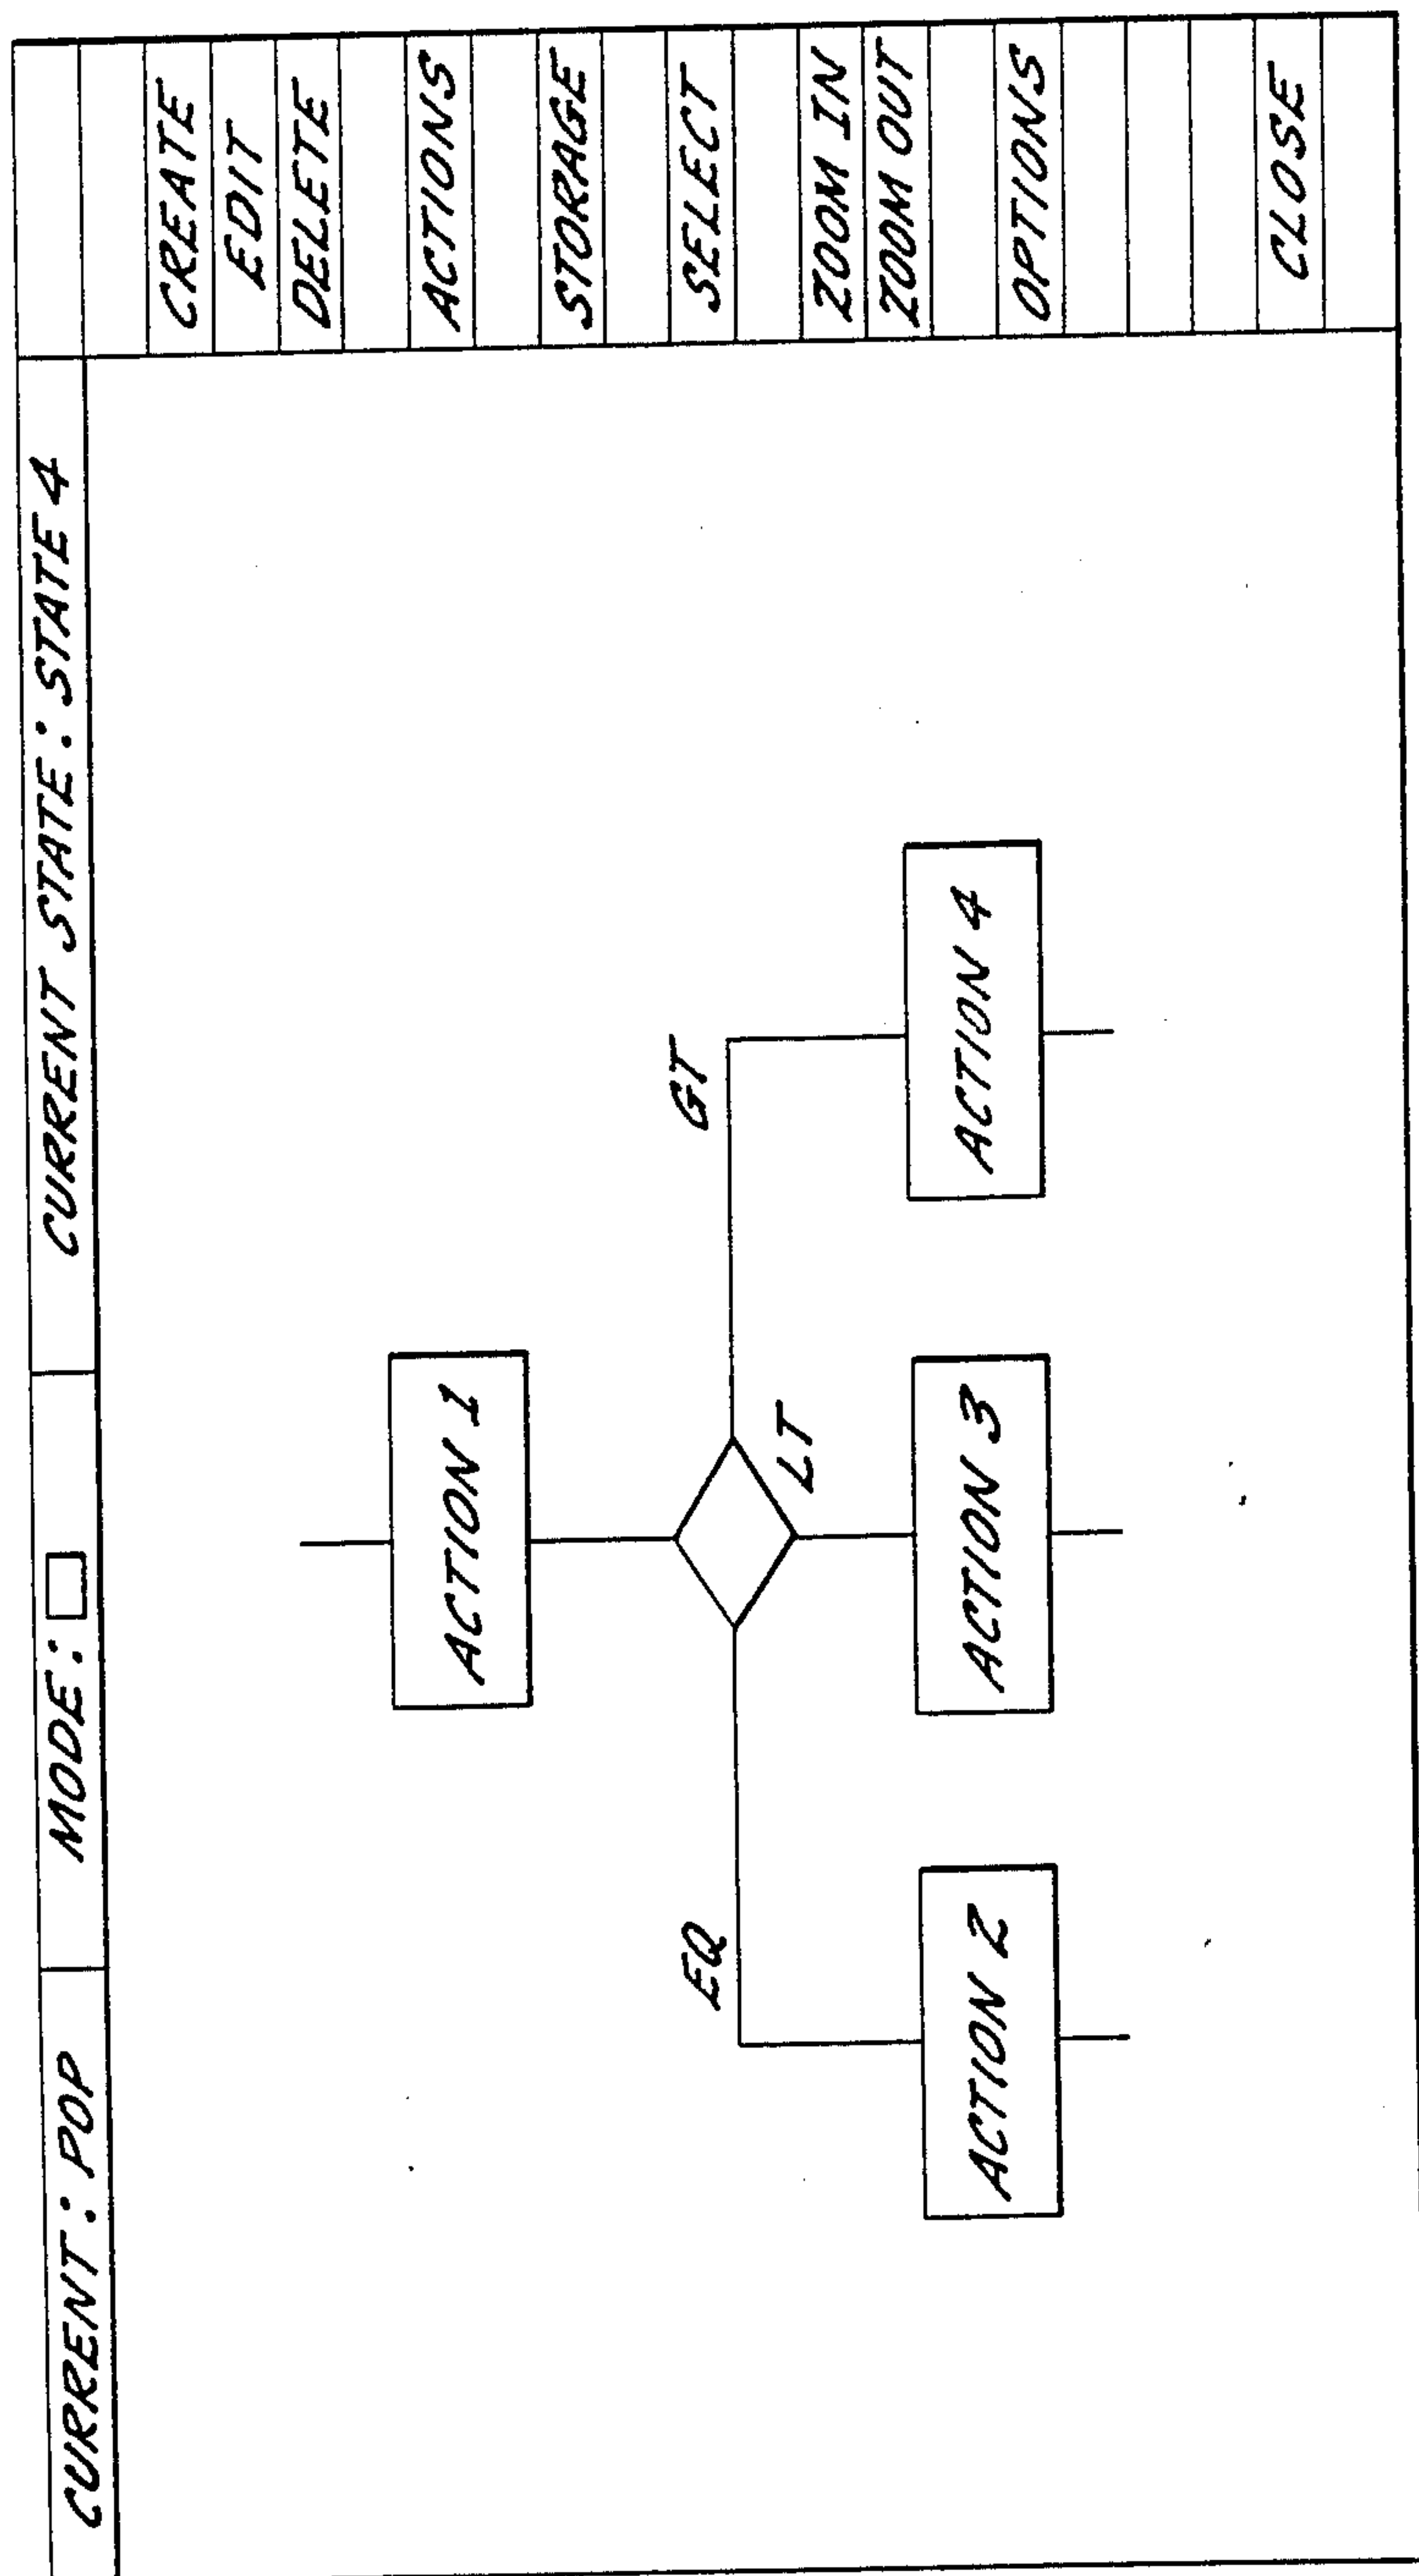 CURRENT: POP
MODE:
CURRENT STATE: STATE 4
CREATE
EDIT
DELETE
ACTIONS
STORAGE
SELECT
ZOOM IN
ZOOM OUT
OPTIONS
CLOSE
ACTION 1
EQ
GT
LT
ACTION 2
ACTION 3
ACTION 4